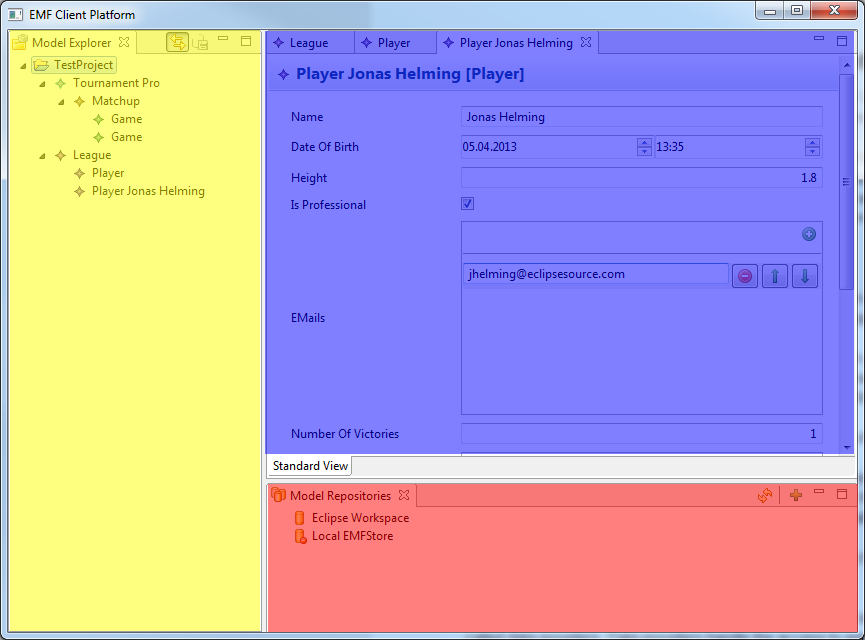 EMF Client Platform
Model Explorer
TestProject
Tournament Pro
Matchup
Game
Game
League
Player
Player Jonas Helming
League Player Player Jonas Helming
Player Jonas Helming [Player]
Name Jonas Helming
Date Of Birth 05.04.2013 13:35
Height 1.8
Is Professional
jhelming@eclipsesource.com
EMails
Number Of Victories 1
Standard View
Model Repositories
Eclipse Workspace
Local EMFStore